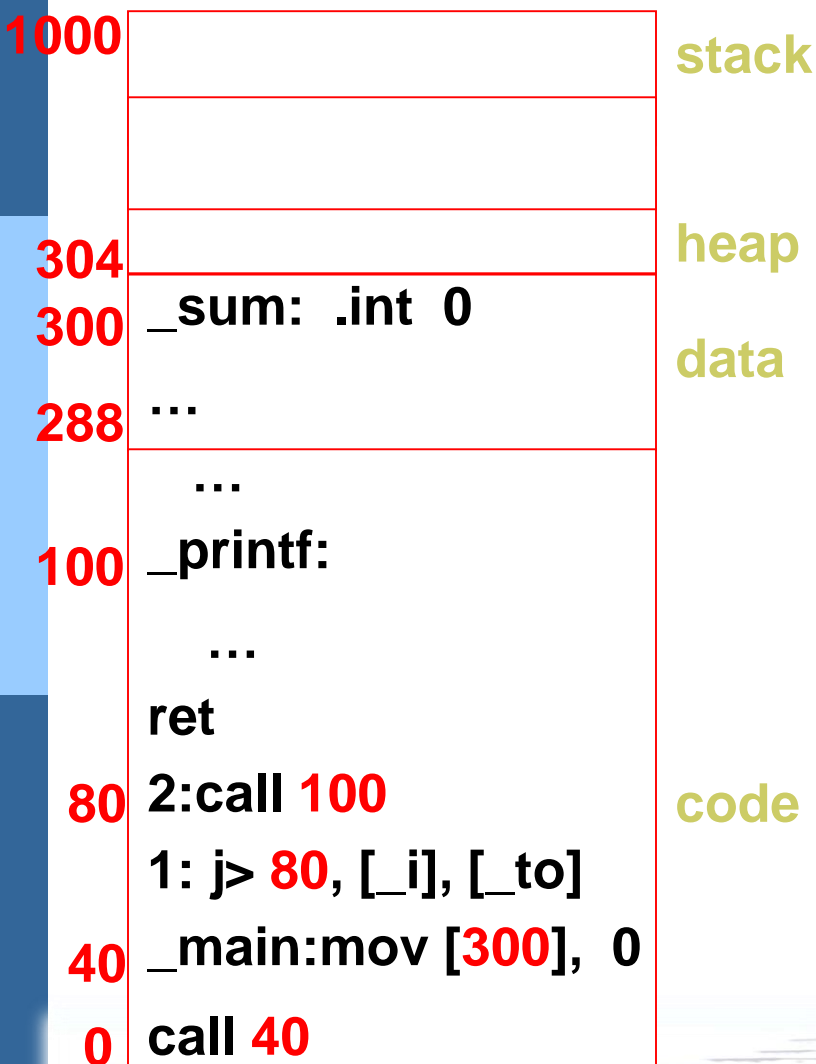 1000 stack
304 heap
300 _sum: .int 0
data
288 …
…
100 _printf:
…
ret
80 2:call 100 code
1: j> 80, [_i], [_to]
40 _main:mov [300], 0
0 call 40